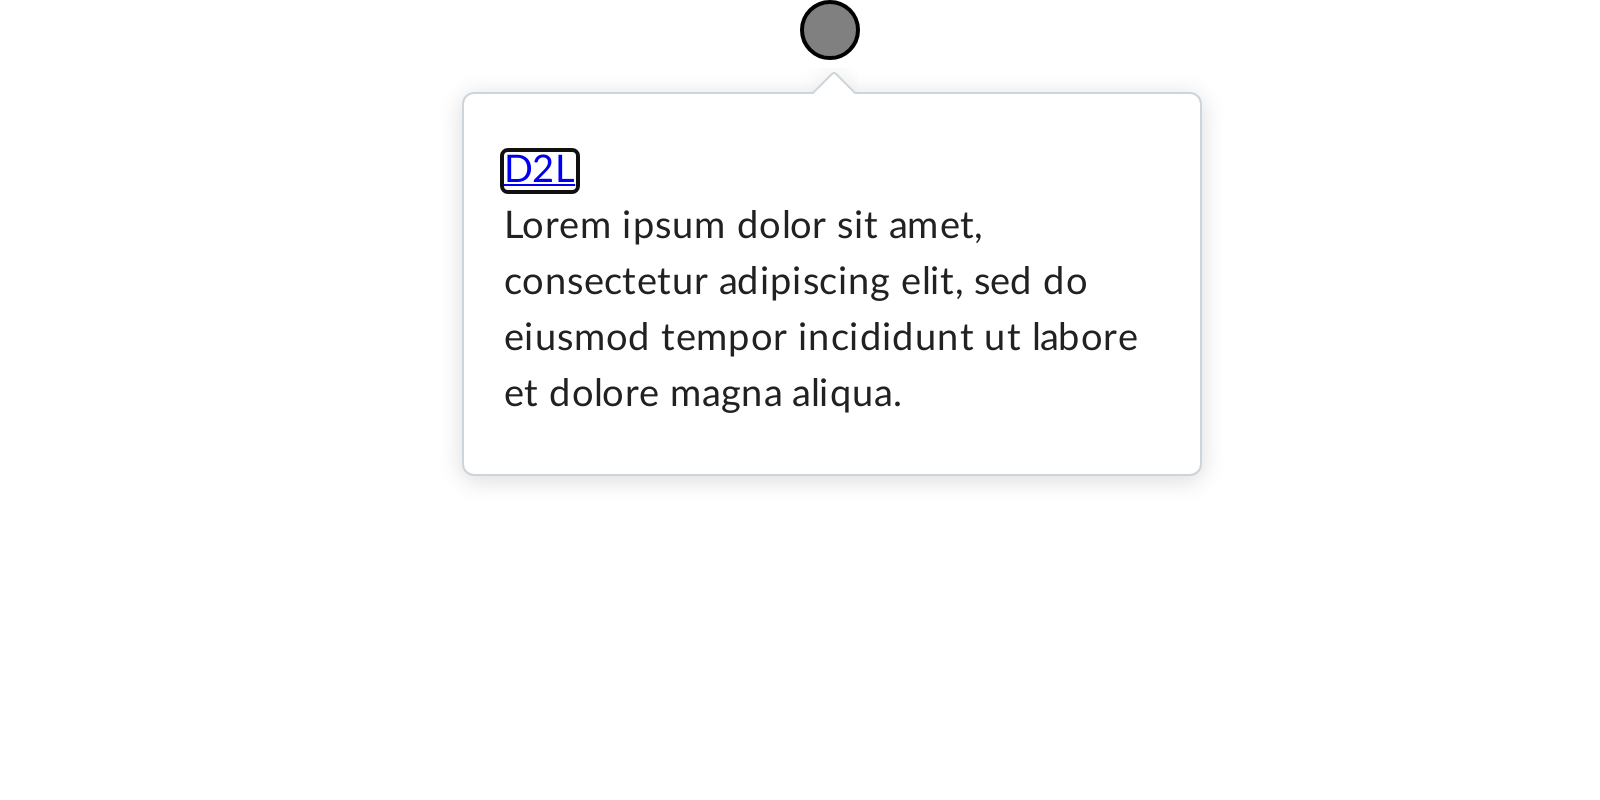 D2L
Lorem ipsum dolor sit amet,
consectetur adipiscing elit, sed do
eiusmod tempor incididunt ut labore
et dolore magna aliqua.